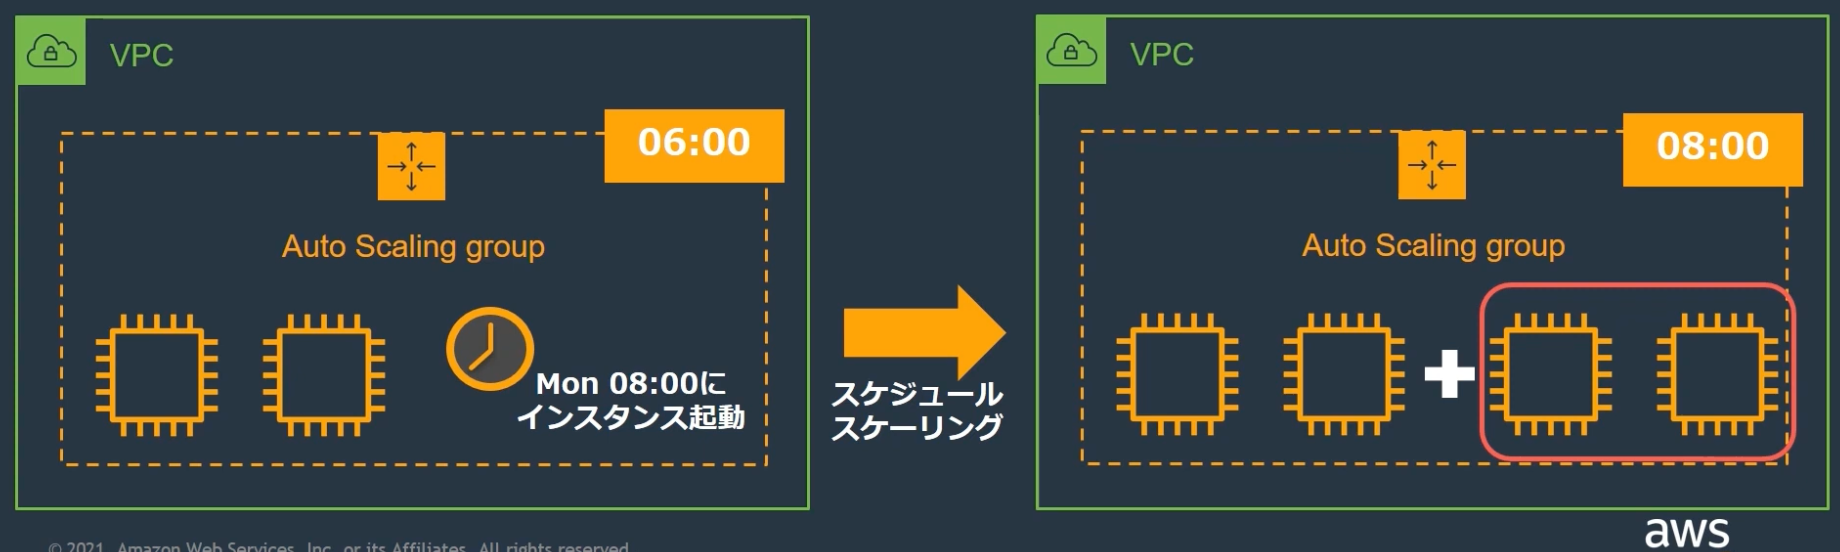 VPC
06:00
Auto Scaling group
Mon 08:00に
インスタンス起動
スケジュール
スケーリング
VPC
08:00
Auto Scaling group
© 2021, Amazon Web Services, Inc. or its Affiliates. All rights reserved.
aws